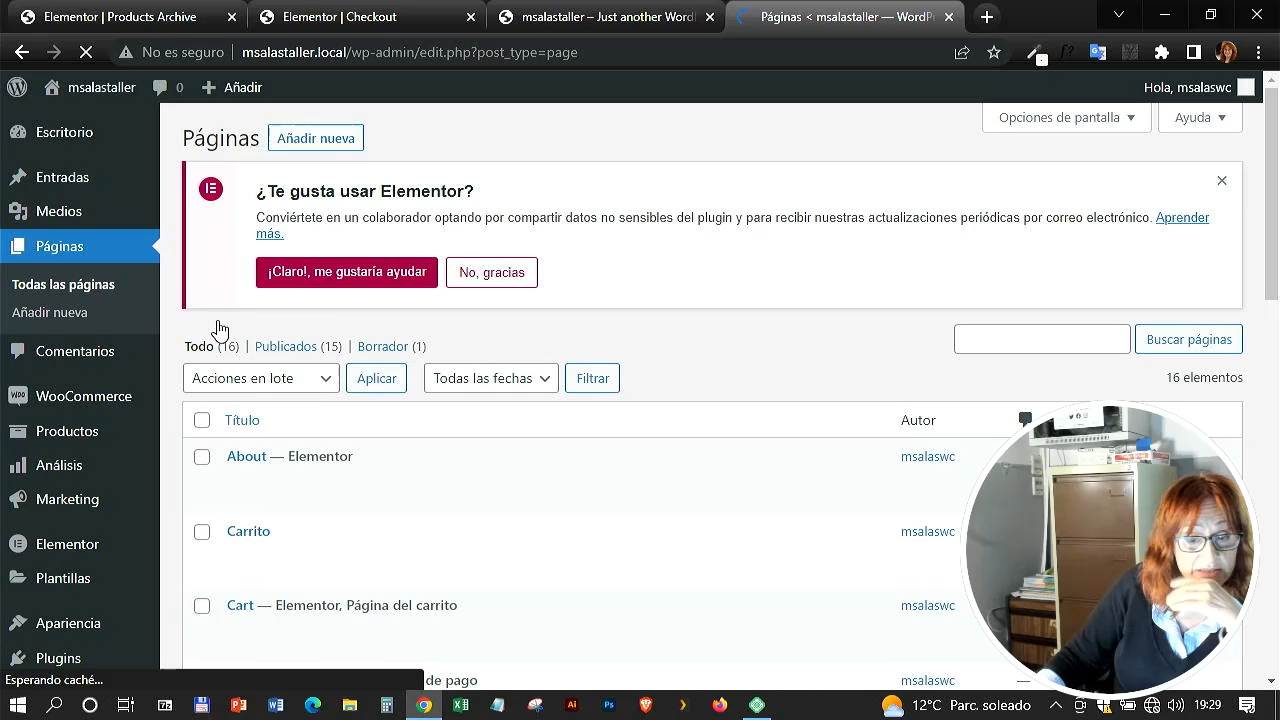 Elementor | Products Archive
Elementor | Checkout
msalastaller – Just another Word
Páginas < msalastaller — WordPr
No es seguro
msalastaller.local/wp-admin/edit.php?post_type=page
msalastaller
0
Añadir
Hola, msalaswc
Escritorio
Entradas
Medios
Páginas
Todas las páginas
Añadir nueva
Comentarios
WooCommerce
Productos
Análisis
Marketing
Elementor
Plantillas
Apariencia
Plugins
Esperando caché...
Páginas
Añadir nueva
Opciones de pantalla ▼
Ayuda ▼
¿Te gusta usar Elementor?
Conviértete en un colaborador optando por compartir datos no sensibles del plugin y para recibir nuestras actualizaciones periódicas por correo electrónico. Aprender
más.
¡Claro!, me gustaría ayudar
No, gracias
Todo (16) | Publicados (15) | Borrador (1)
Buscar páginas
Acciones en lote
Aplicar
Todas las fechas
Filtrar
16 elementos
Título
Autor
About — Elementor
msalaswc
Carrito
msalaswc
Cart — Elementor, Página del carrito
msalaswc
de pago
msalaswc
—
12°C Parc. soleado
19:29